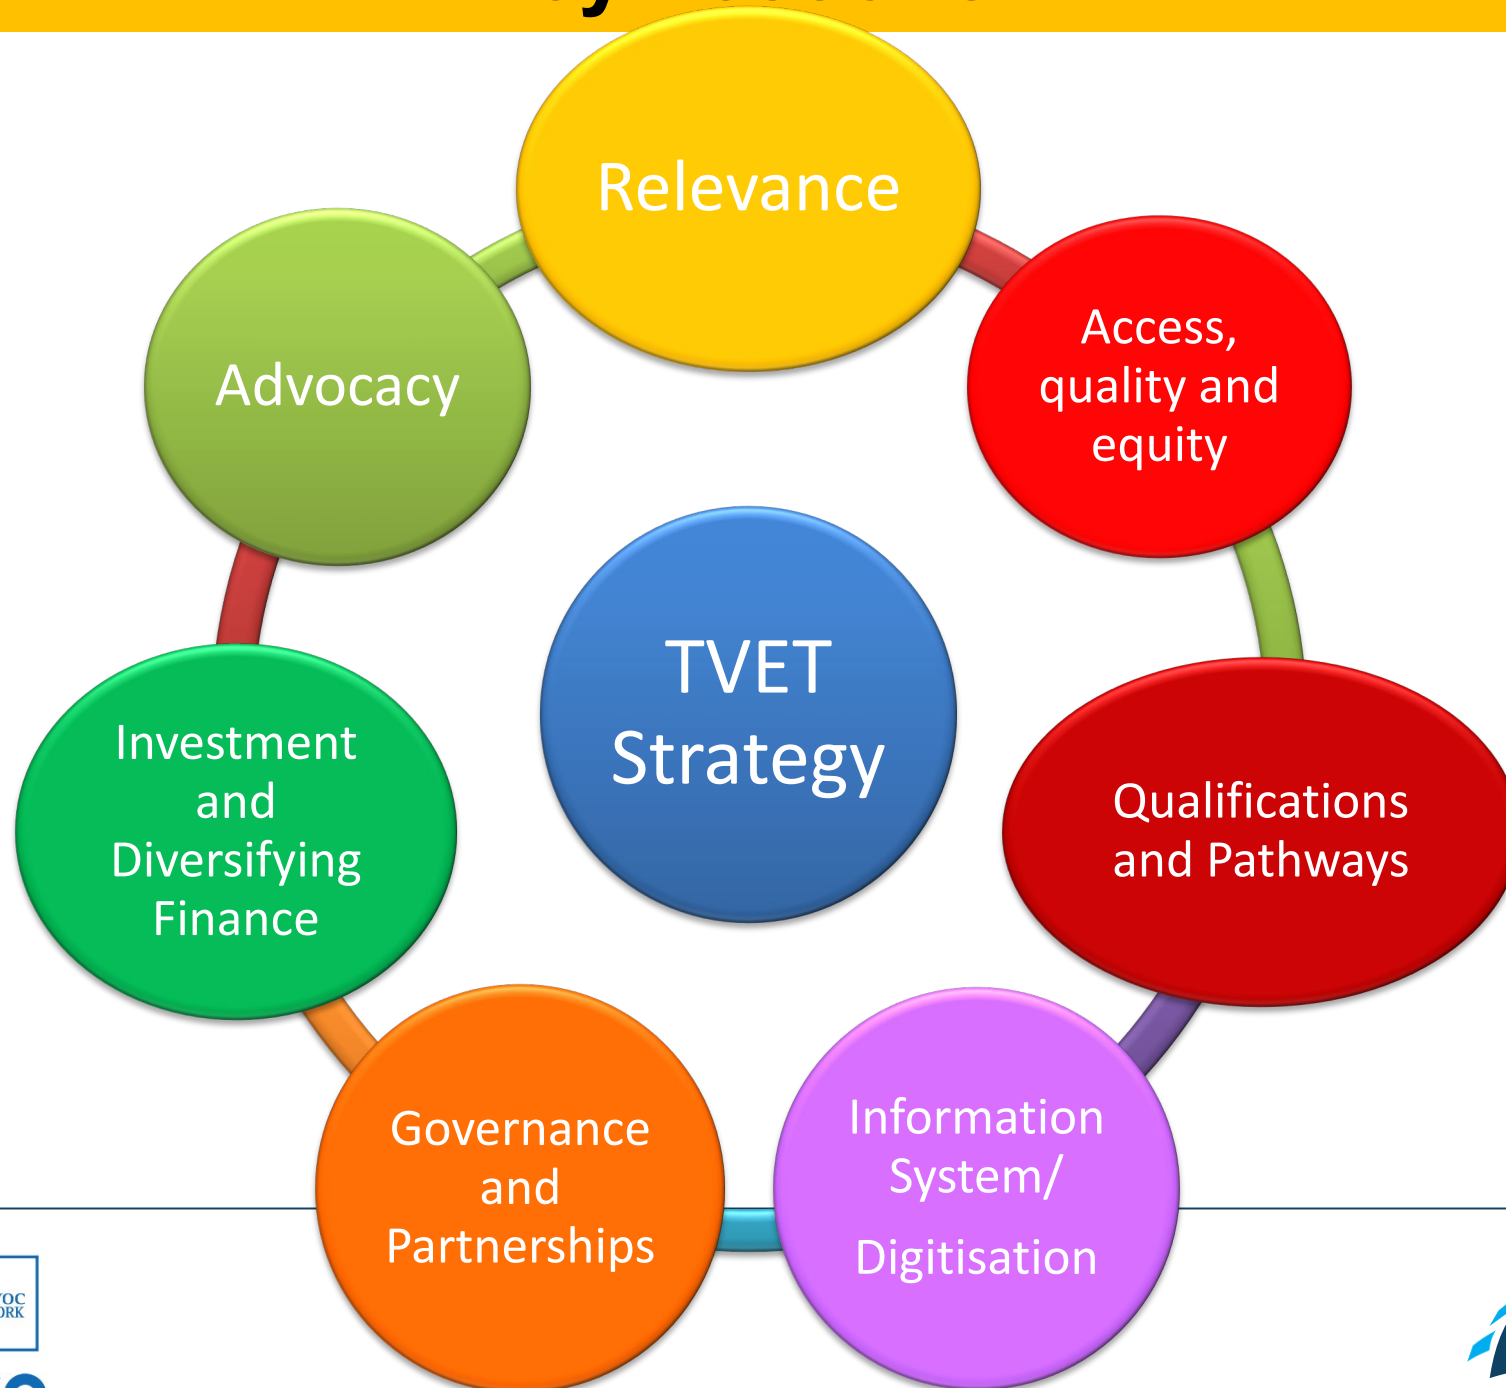 Relevance
Access,
quality and
equity
Advocacy
TVET
Strategy
Investment
and
Diversifying
Finance
Qualifications
and Pathways
Governance
and
Partnerships
Information
System/
Digitisation